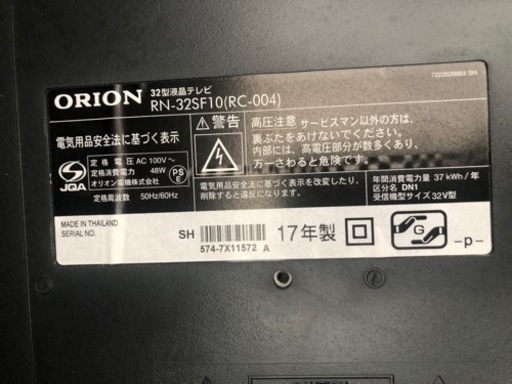 ORION
32型液晶テレビ
RN-32SF10(RC-004)
7323020801 SH
電気用品安全法に基づく表示
定格電圧 AC 100V~
定格消費電力 48W
オリオン電機株式会社
定格周波数 50Hz/60Hz
JQA
PSE
警告
高圧注意 サービスマン以外の方は、
裏ぶたをあけないでください。
内部には、高電圧部分が数多くあり、
万一さわると危険です。
電気用品安全法に基づく表示を改変したり、
削除すると違反になります。
年間消費電力量 37 kWh/年
区分名 DN1
受信機型サイズ 32V型
MADE IN THAILAND
SERIAL NO.
SH
574-7X11572 A
17年製
G
-p-